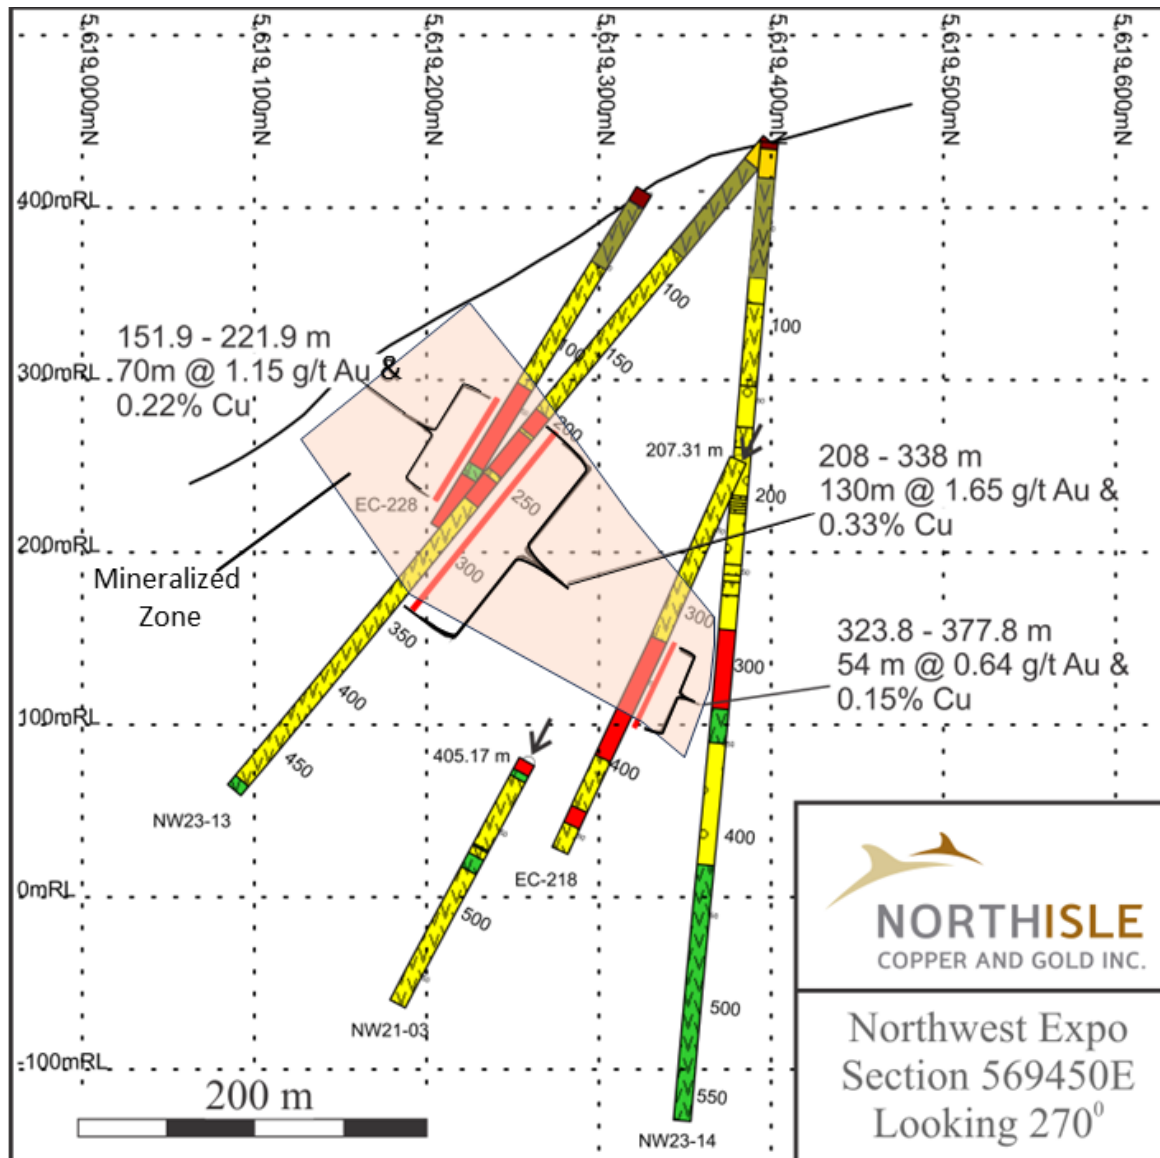 5,619,000mN
5,619,100mN
5,619,200mN
5,619,300mN
5,619,400mN
5,619,500mN
5,619,600mN
400mRL
300mRL
200mRL
100mRL
0mRL
-100mRL
151.9 - 221.9 m
70m @ 1.15 g/t Au &
0.22% Cu
100
150
200
250
300
350
400
450
100
100
200
300
400
500
550
207.31 m
208 - 338 m
130m @ 1.65 g/t Au &
0.33% Cu
EC-228
Mineralized
Zone
300
400
323.8 - 377.8 m
54 m @ 0.64 g/t Au &
0.15% Cu
405.17 m
500
NW23-13
EC-218
NW21-03
NW23-14
200 m
NORTHISLE
COPPER AND GOLD INC.
Northwest Expo
Section 569450E
Looking 270⁰